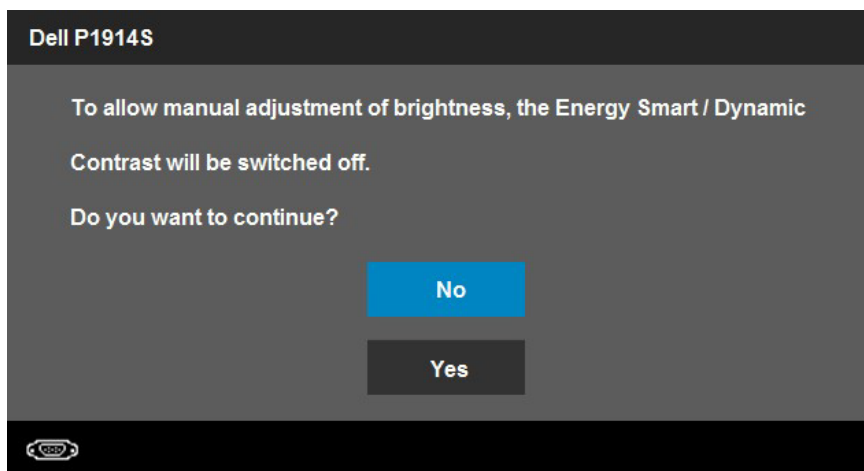 Dell P1914S
To allow manual adjustment of brightness, the Energy Smart / Dynamic
Contrast will be switched off.
Do you want to continue?
No
Yes